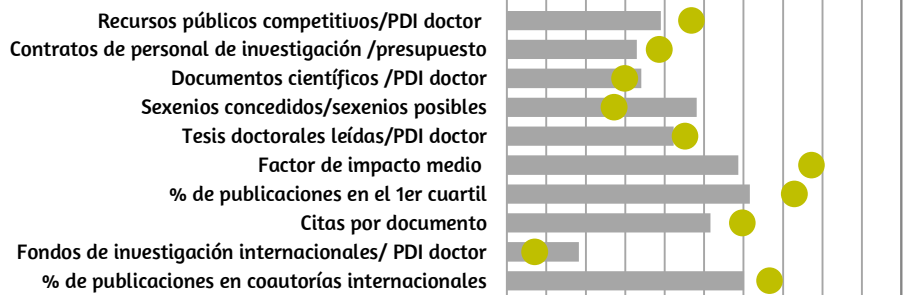 Recursos públicos competitivos/PDI doctor
Contratos de personal de investigación /presupuesto
Documentos científicos /PDI doctor
Sexenios concedidos/sexenios posibles
Tesis doctorales leídas/PDI doctor
Factor de impacto medio
% de publicaciones en el 1er cuartil
Citas por documento
Fondos de investigación internacionales/ PDI doctor
% de publicaciones en coautorías internacionales